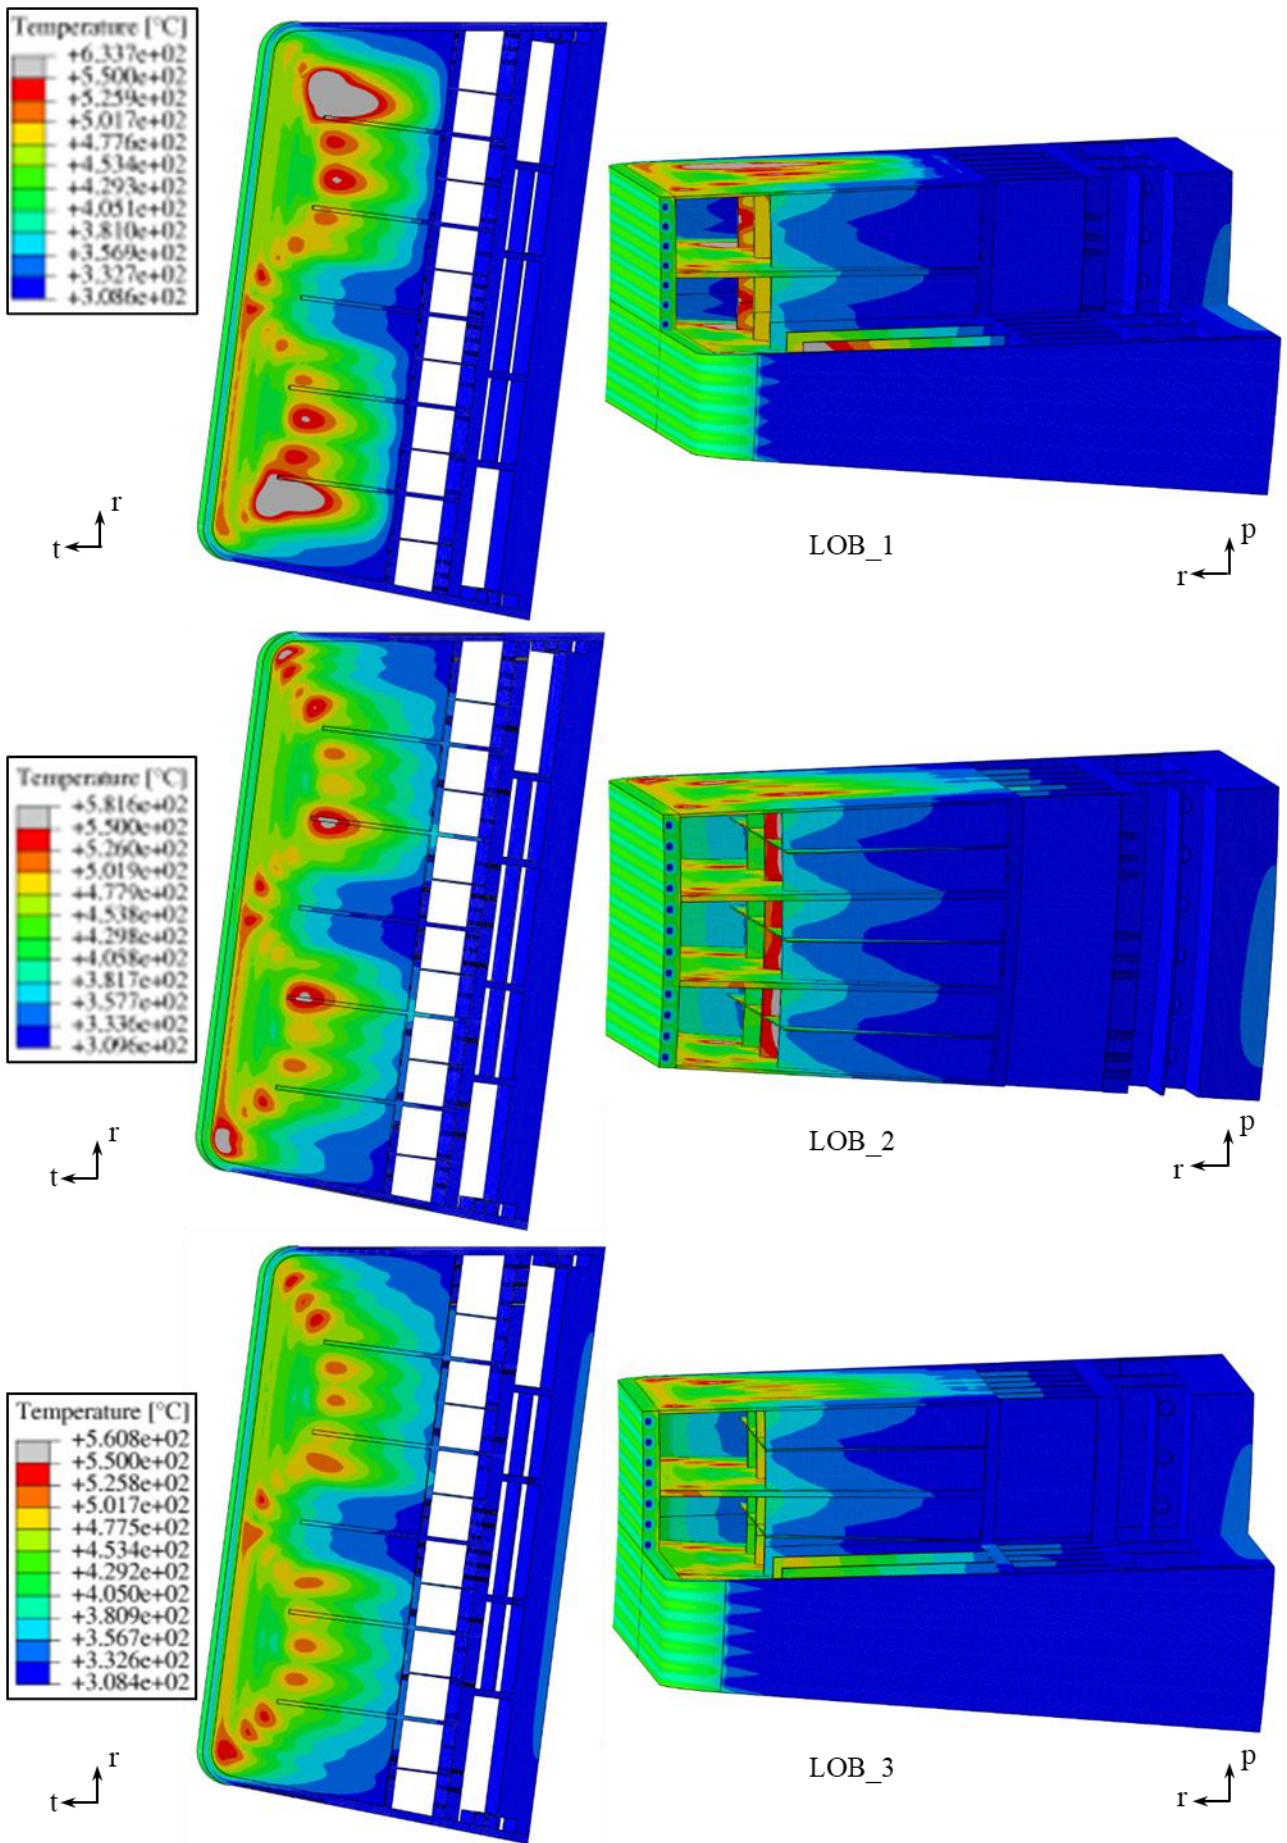 Temperature [°C]
+6.337e+02
+5.500e+02
+5.259e+02
+5.017e+02
+4.776e+02
+4.534e+02
+4.293e+02
+4.051e+02
+3.810e+02
+3.569e+02
+3.327e+02
+3.086e+02
r
t
LOB_1
p
r
Temperature [°C]
+5.816e+02
+5.500e+02
+5.260e+02
+5.019e+02
+4.779e+02
+4.538e+02
+4.298e+02
+4.058e+02
+3.817e+02
+3.577e+02
+3.336e+02
+3.096e+02
r
t
LOB_2
p
r
Temperature [°C]
+5.608e+02
+5.500e+02
+5.258e+02
+5.017e+02
+4.775e+02
+4.534e+02
+4.292e+02
+4.050e+02
+3.809e+02
+3.567e+02
+3.326e+02
+3.084e+02
r
t
LOB_3
p
r